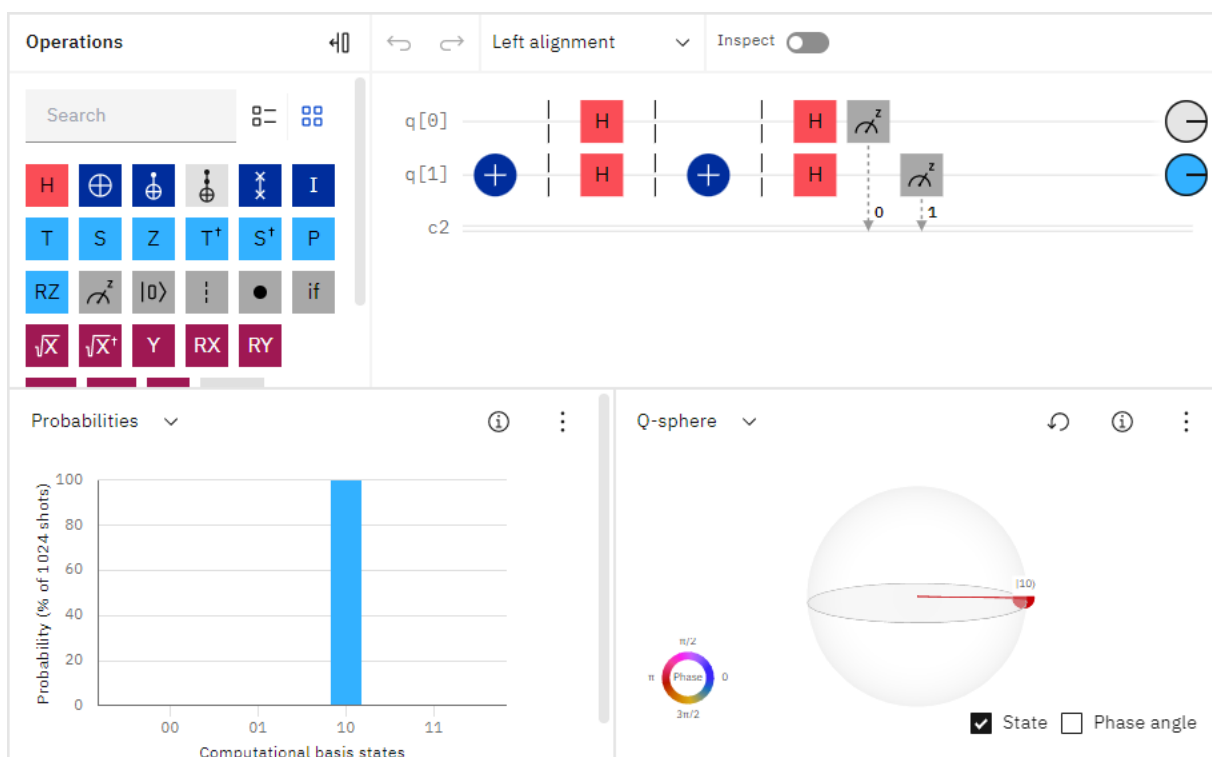 Operations
Left alignment
Inspect
Search
H
I
T S Z T† S† P
RZ z |0⟩ if
√X √X† Y RX RY
q[0] H H z
q[1] + H + H z
c2 0 1
Probabilities
Probability (% of 1024 shots)
100
80
60
40
20
0
00 01 10 11
Computational basis states
Q-sphere
|10⟩
π/2
π Phase 0
3π/2
State Phase angle